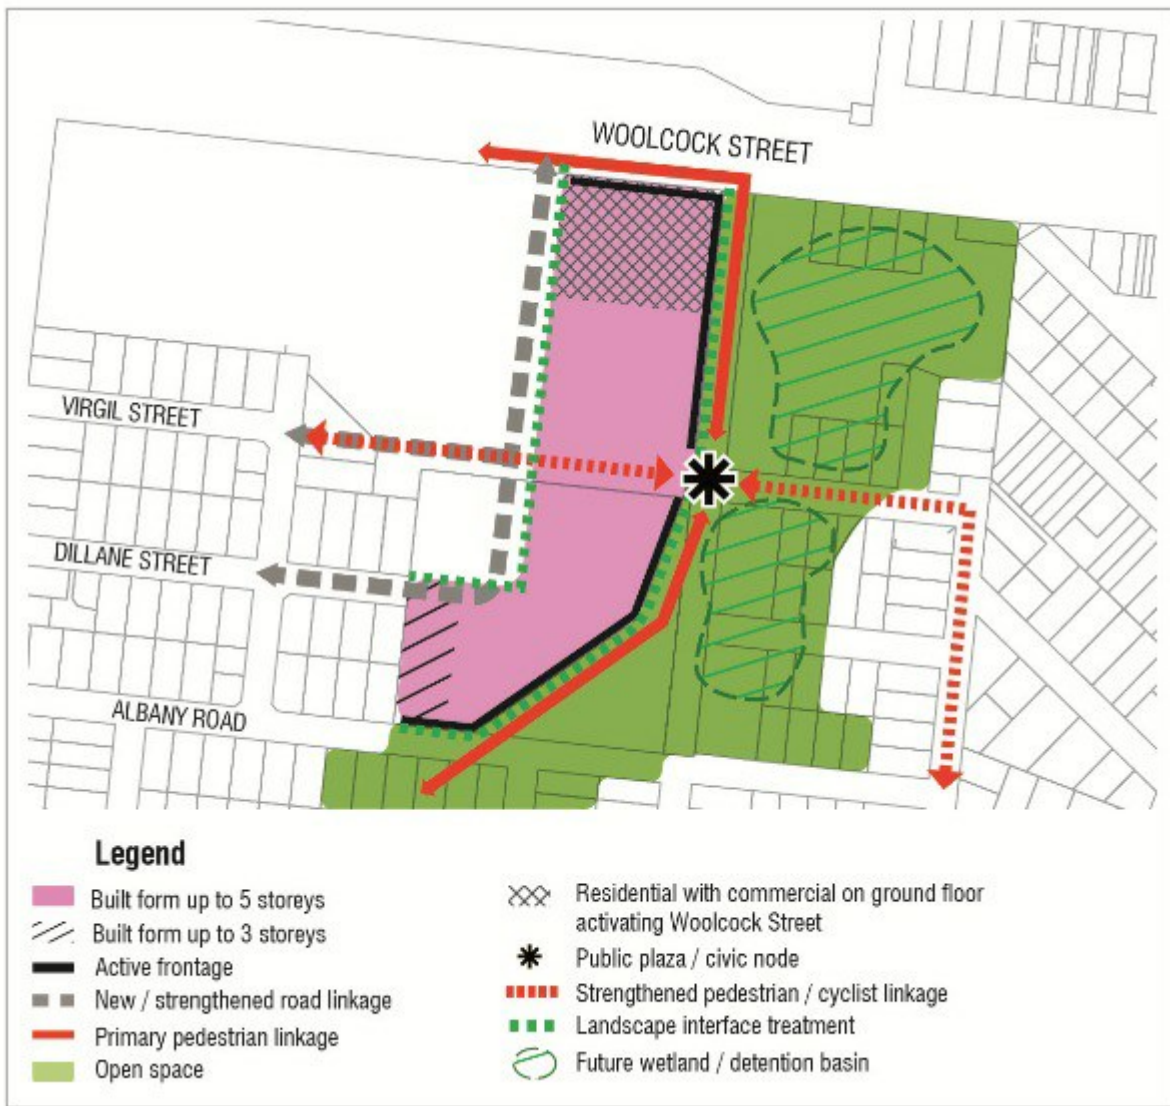 WOOLCOCK STREET
VIRGIL STREET
DILLANE STREET
ALBANY ROAD
Legend
Built form up to 5 storeys
Built form up to 3 storeys
Active frontage
New / strengthened road linkage
Primary pedestrian linkage
Open space
Residential with commercial on ground floor
activating Woolcock Street
Public plaza / civic node
Strengthened pedestrian / cyclist linkage
Landscape interface treatment
Future wetland / detention basin